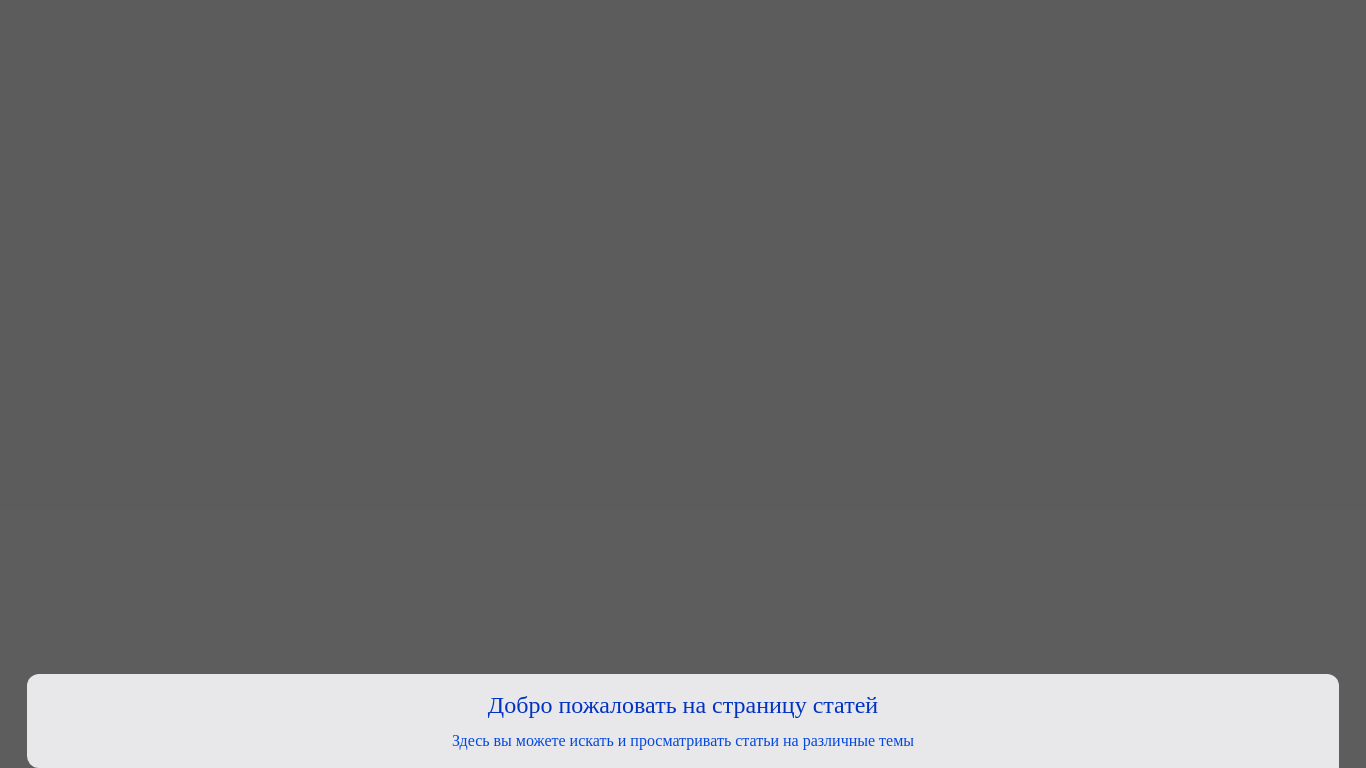 Добро пожаловать на страницу статей
Здесь вы можете искать и просматривать статьи на различные темы